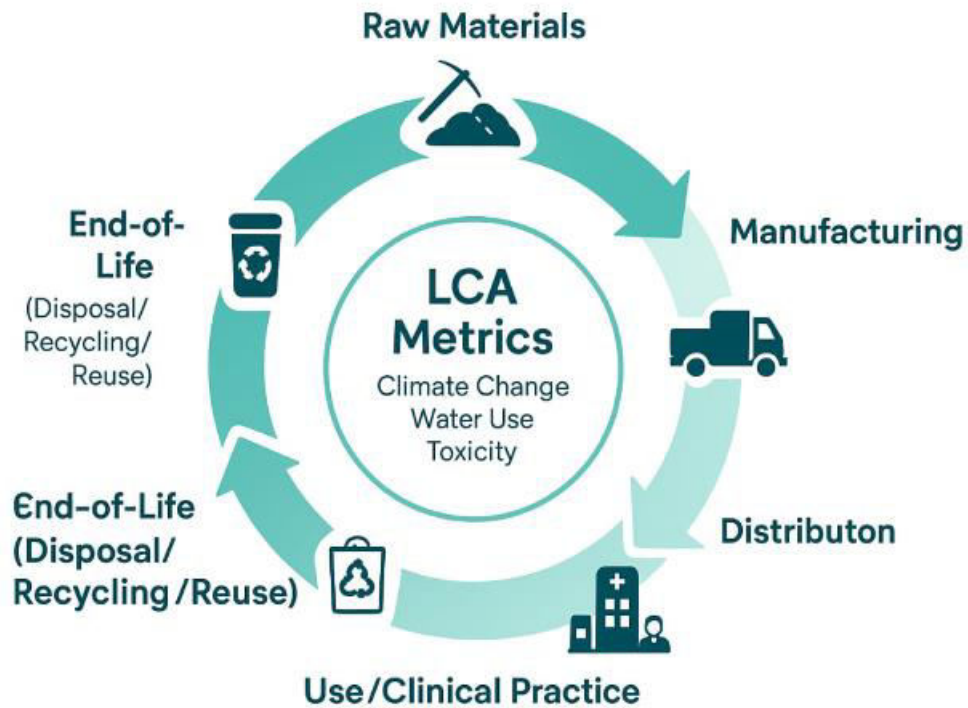 Raw Materials
Manufacturing
End-of-
Life
(Disposal/
Recycling/
Reuse)
LCA
Metrics
Climate Change
Water Use
Toxicity
Distributon
End-of-Life
(Disposal/
Recycling/Reuse)
Use/Clinical Practice